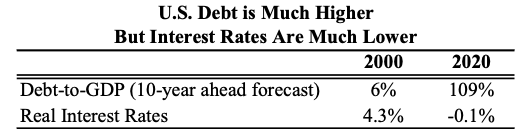 U.S. Debt is Much Higher
But Interest Rates Are Much Lower
2000 2020
Debt-to-GDP (10-year ahead forecast) 6% 109%
Real Interest Rates 4.3% -0.1%